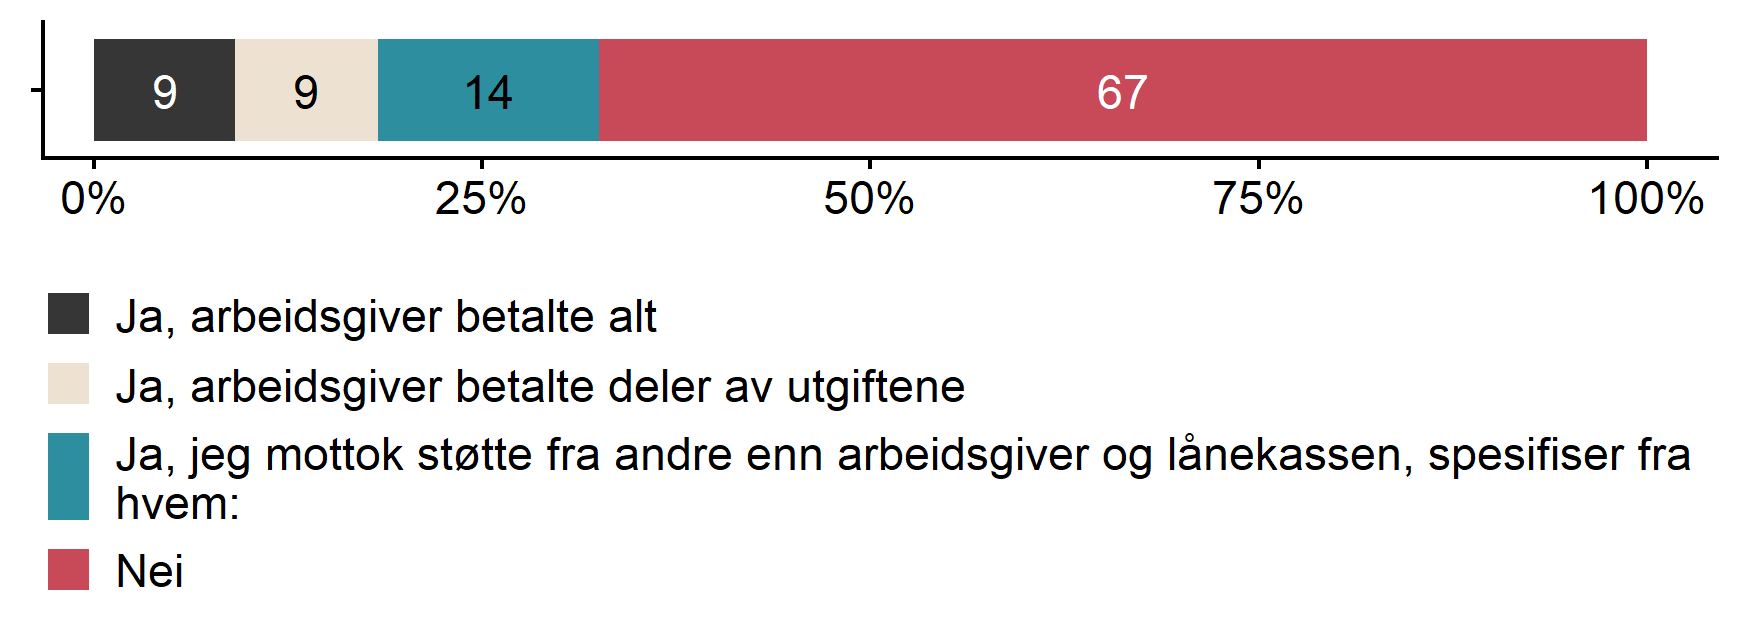 9 9 14 67
0% 25% 50% 75% 100%
Ja, arbeidsgiver betalte alt
Ja, arbeidsgiver betalte deler av utgiftene
Ja, jeg mottok støtte fra andre enn arbeidsgiver og lånekassen, spesifiser fra
hvem:
Nei